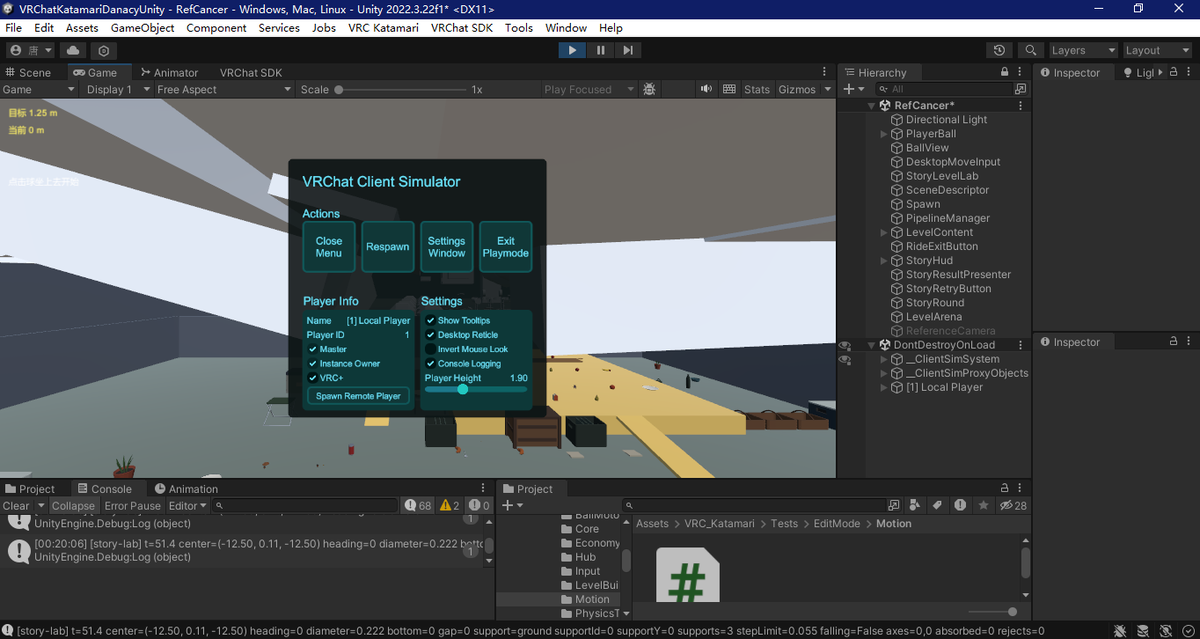 VRChatKatamariDanacyUnity - RefCancer - Windows, Mac, Linux - Unity 2022.3.22f1* <DX11>
File Edit Assets GameObject Component Services Jobs VRC Katamari VRChat SDK Tools Window Help
Layers Layout
Scene Game Animator VRChat SDK
Game Display 1 Free Aspect Scale 1x Play Focused Stats Gizmos
目标 1.25 m
当前 0 m
VRChat Client Simulator
Actions
Close Menu
Respawn
Settings Window
Exit Playmode
Player Info
Name [1] Local Player
Player ID 1
Master
Instance Owner
VRC+
Spawn Remote Player
Settings
Show Tooltips
Desktop Reticle
Invert Mouse Look
Console Logging
Player Height 1.90
Hierarchy
All
RefCancer*
Directional Light
PlayerBall
BallView
DesktopMoveInput
StoryLevelLab
SceneDescriptor
Spawn
PipelineManager
LevelContent
RideExitButton
StoryHud
StoryResultPresenter
StoryRetryButton
StoryRound
LevelArena
ReferenceCamera
DontDestroyOnLoad
__ClientSimSystem
__ClientSimProxyObjects
[1] Local Player
Inspector Ligl
Inspector
Project Console Animation
Clear Collapse Error Pause Editor 68 2 0
UnityEngine.Debug:Log (object)
1
[00:20:06] [story-lab] t=51.4 center=(-12.50, 0.11, -12.50) heading=0 diameter=0.222 bott
UnityEngine.Debug:Log (object)
1
Project
28
BallMoto
Core
Economy
Hub
Input
LevelBui
Motion
PhysicsT
Assets > VRC_Katamari > Tests > EditMode > Motion
[story-lab] t=51.4 center=(-12.50, 0.11, -12.50) heading=0 diameter=0.222 bottom=0 gap=0 support=ground supportId=0 supportY=0 supports=3 stepLimit=0.055 falling=False axes=0,0 absorbed=0 rejects=0